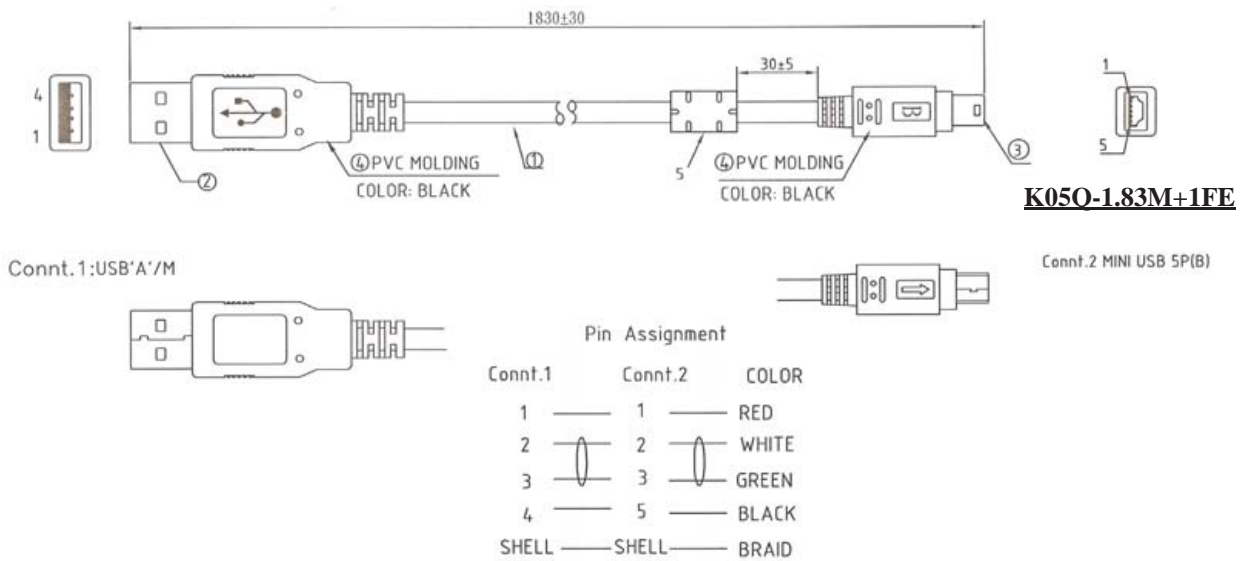 1830±30
30±5
4
1
1
5
④PVC MOLDING
COLOR: BLACK
②
①
5
④PVC MOLDING
COLOR: BLACK
③
B
K05Q-1.83M+1FE
Connt.1:USB'A'/M
Connt.2 MINI USB 5P(B)
Pin Assignment
Connt.1 Connt.2 COLOR
1 1 RED
2 2 WHITE
3 3 GREEN
4 5 BLACK
SHELL SHELL BRAID